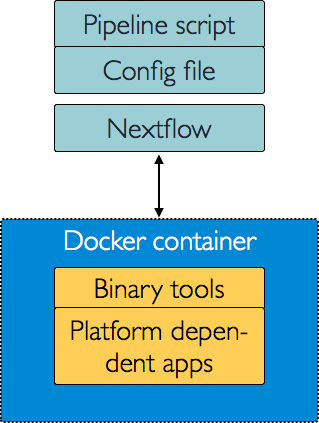 Pipeline script
Config file
Nextflow
Docker container
Binary tools
Platform depen-
dent apps